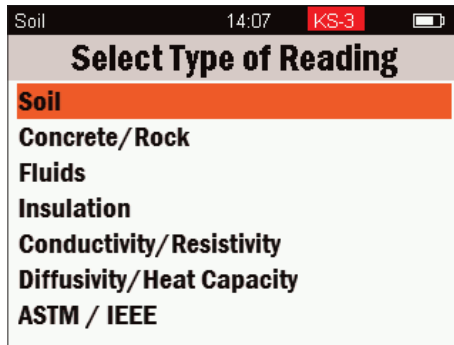 Soil 14:07 KS-3
Select Type of Reading
Soil
Concrete/Rock
Fluids
Insulation
Conductivity/Resistivity
Diffusivity/Heat Capacity
ASTM / IEEE